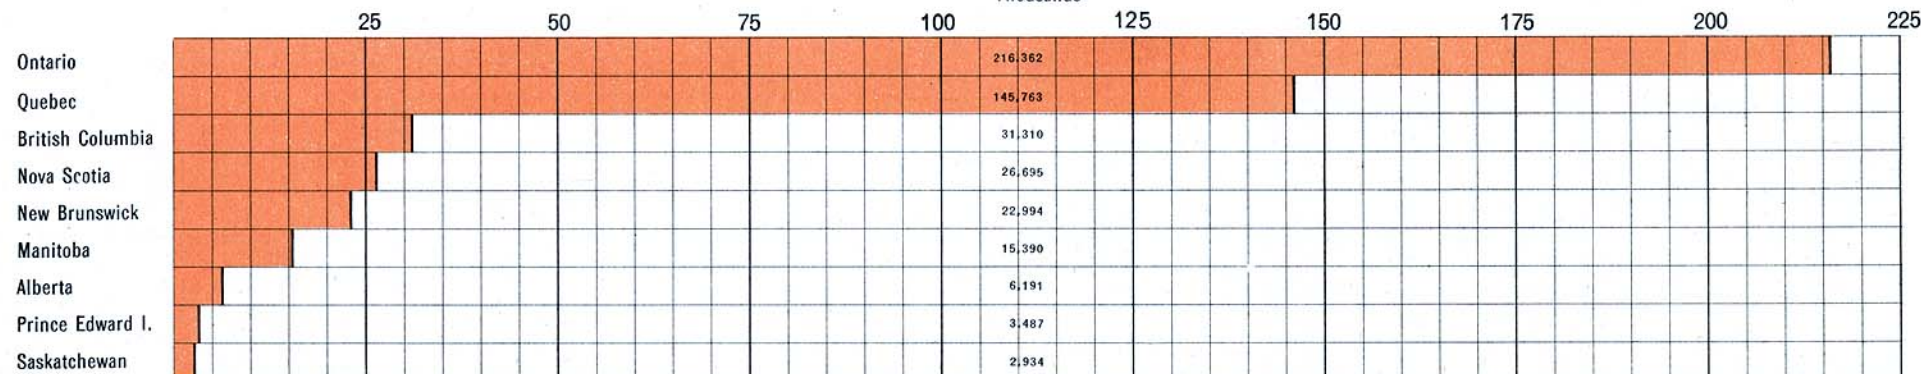 25 50 75 100 125 150 175 200 225
Ontario 216.362
Quebec 145,763
British Columbia 31,310
Nova Scotia 26,695
New Brunswick 22,994
Manitoba 15,390
Alberta 6,191
Prince Edward I. 3.487
Saskatchewan 2,934